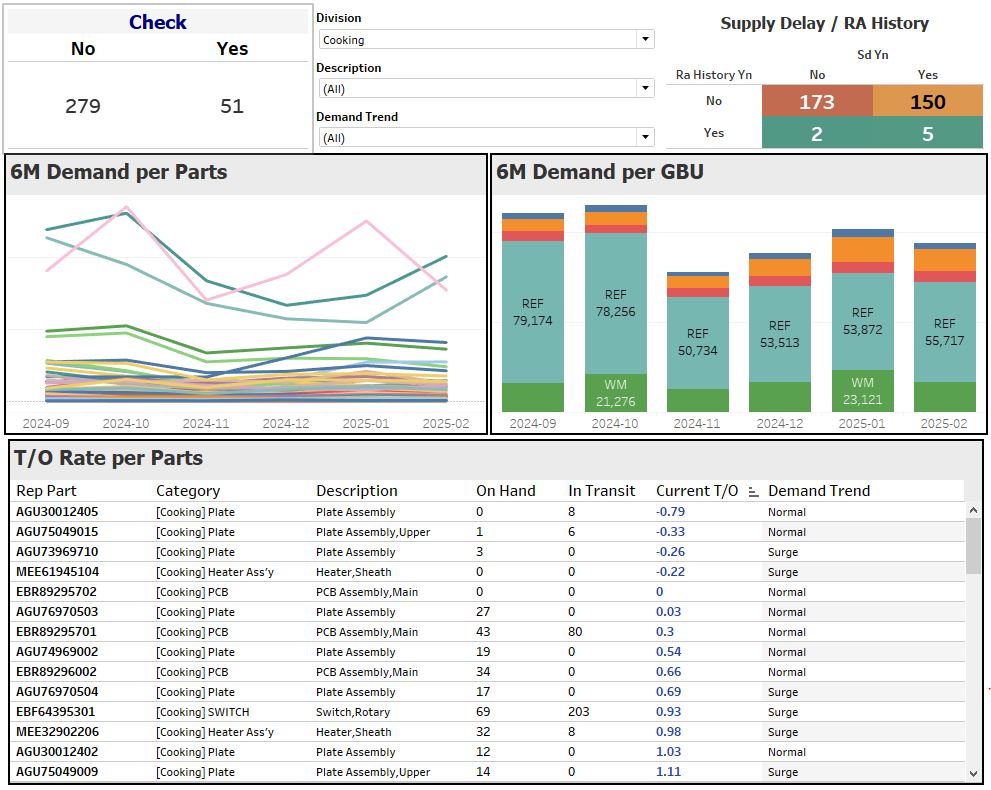 Check
No Yes
279 51
Division
Cooking
Description
(All)
Demand Trend
(All)
Supply Delay / RA History
Sd Yn
Ra History Yn No Yes
No 173 150
Yes 2 5
6M Demand per Parts
2024-09 2024-10 2024-11 2024-12 2025-01 2025-02
6M Demand per GBU
REF
79,174
REF
78,256
WM
21,276
REF
50,734
REF
53,513
REF
53,872
WM
23,121
REF
55,717
2024-09 2024-10 2024-11 2024-12 2025-01 2025-02
T/O Rate per Parts
Rep Part Category Description On Hand In Transit Current T/O Demand Trend
AGU30012405 [Cooking] Plate Plate Assembly 0 8 -0.79 Normal
AGU75049015 [Cooking] Plate Plate Assembly,Upper 1 6 -0.33 Normal
AGU73969710 [Cooking] Plate Plate Assembly 3 0 -0.26 Surge
MEE61945104 [Cooking] Heater Ass’y Heater,Sheath 0 0 -0.22 Surge
EBR89295702 [Cooking] PCB PCB Assembly,Main 0 0 0 Normal
AGU76970503 [Cooking] Plate Plate Assembly 27 0 0.03 Normal
EBR89295701 [Cooking] PCB PCB Assembly,Main 43 80 0.3 Normal
AGU74969002 [Cooking] Plate Plate Assembly 19 0 0.54 Normal
EBR89296002 [Cooking] PCB PCB Assembly,Main 34 0 0.66 Normal
AGU76970504 [Cooking] Plate Plate Assembly 17 0 0.69 Surge
EBF64395301 [Cooking] SWITCH Switch,Rotary 69 203 0.93 Surge
MEE32902206 [Cooking] Heater Ass’y Heater,Sheath 32 8 0.98 Surge
AGU30012402 [Cooking] Plate Plate Assembly 12 0 1.03 Normal
AGU75049009 [Cooking] Plate Plate Assembly,Upper 14 0 1.11 Surge